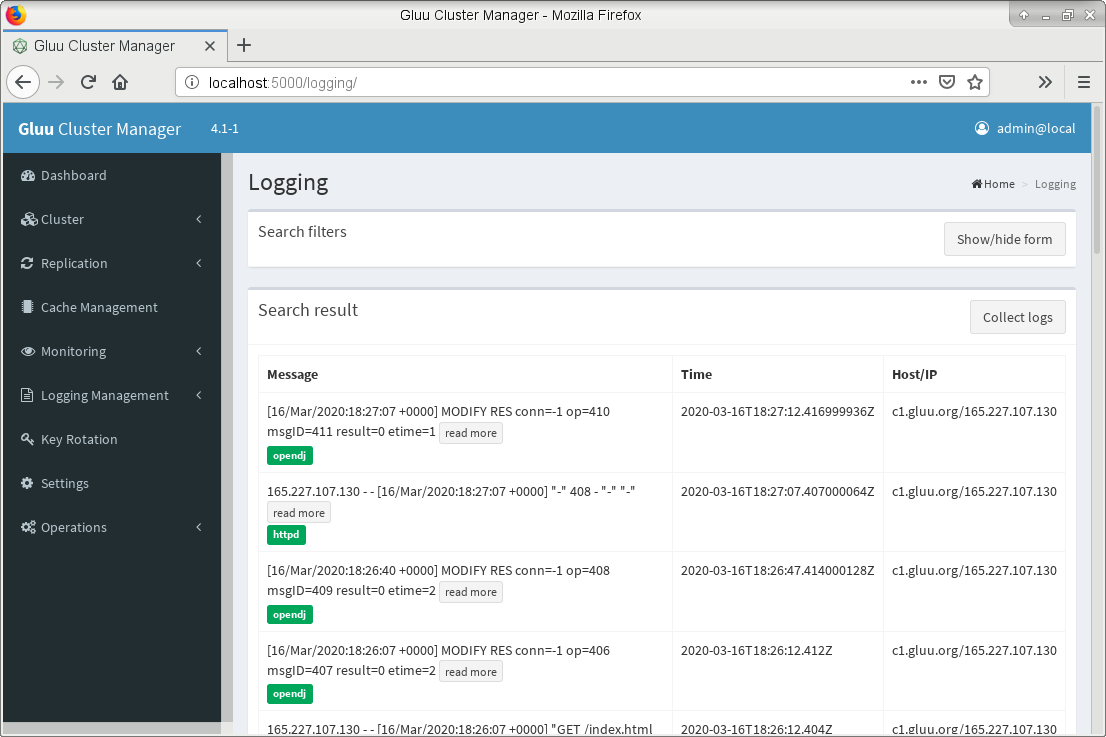 Gluu Cluster Manager - Mozilla Firefox
Gluu Cluster Manager
localhost:5000/logging/
Gluu Cluster Manager 4.1-1 admin@local
Dashboard
Cluster
Replication
Cache Management
Monitoring
Logging Management
Key Rotation
Settings
Operations
Logging
Home > Logging
Search filters
Show/hide form
Search result
Collect logs
Message Time Host/IP
[16/Mar/2020:18:27:07 +0000] MODIFY RES conn=-1 op=410 2020-03-16T18:27:12.416999936Z c1.gluu.org/165.227.107.130
msgID=411 result=0 etime=1 read more
opendj
165.227.107.130 - - [16/Mar/2020:18:27:07 +0000] "-" 408 - "-" "-" 2020-03-16T18:27:07.407000064Z c1.gluu.org/165.227.107.130
read more
httpd
[16/Mar/2020:18:26:40 +0000] MODIFY RES conn=-1 op=408 2020-03-16T18:26:47.414000128Z c1.gluu.org/165.227.107.130
msgID=409 result=0 etime=2 read more
opendj
[16/Mar/2020:18:26:07 +0000] MODIFY RES conn=-1 op=406 2020-03-16T18:26:12.412Z c1.gluu.org/165.227.107.130
msgID=407 result=0 etime=2 read more
opendj
165.227.107.130 - - [16/Mar/2020:18:26:07 +0000] "GET /index.html 2020-03-16T18:26:12.404Z c1.gluu.org/165.227.107.130